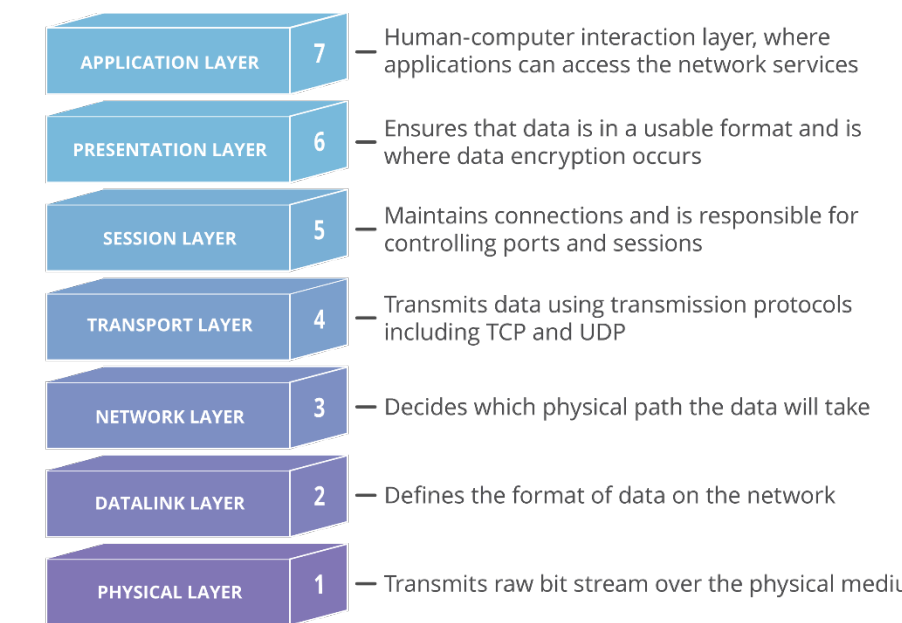 APPLICATION LAYER 7
Human-computer interaction layer, where
applications can access the network services
PRESENTATION LAYER 6
Ensures that data is in a usable format and is
where data encryption occurs
SESSION LAYER 5
Maintains connections and is responsible for
controlling ports and sessions
TRANSPORT LAYER 4
Transmits data using transmission protocols
including TCP and UDP
NETWORK LAYER 3
Decides which physical path the data will take
DATALINK LAYER 2
Defines the format of data on the network
PHYSICAL LAYER 1
Transmits raw bit stream over the physical